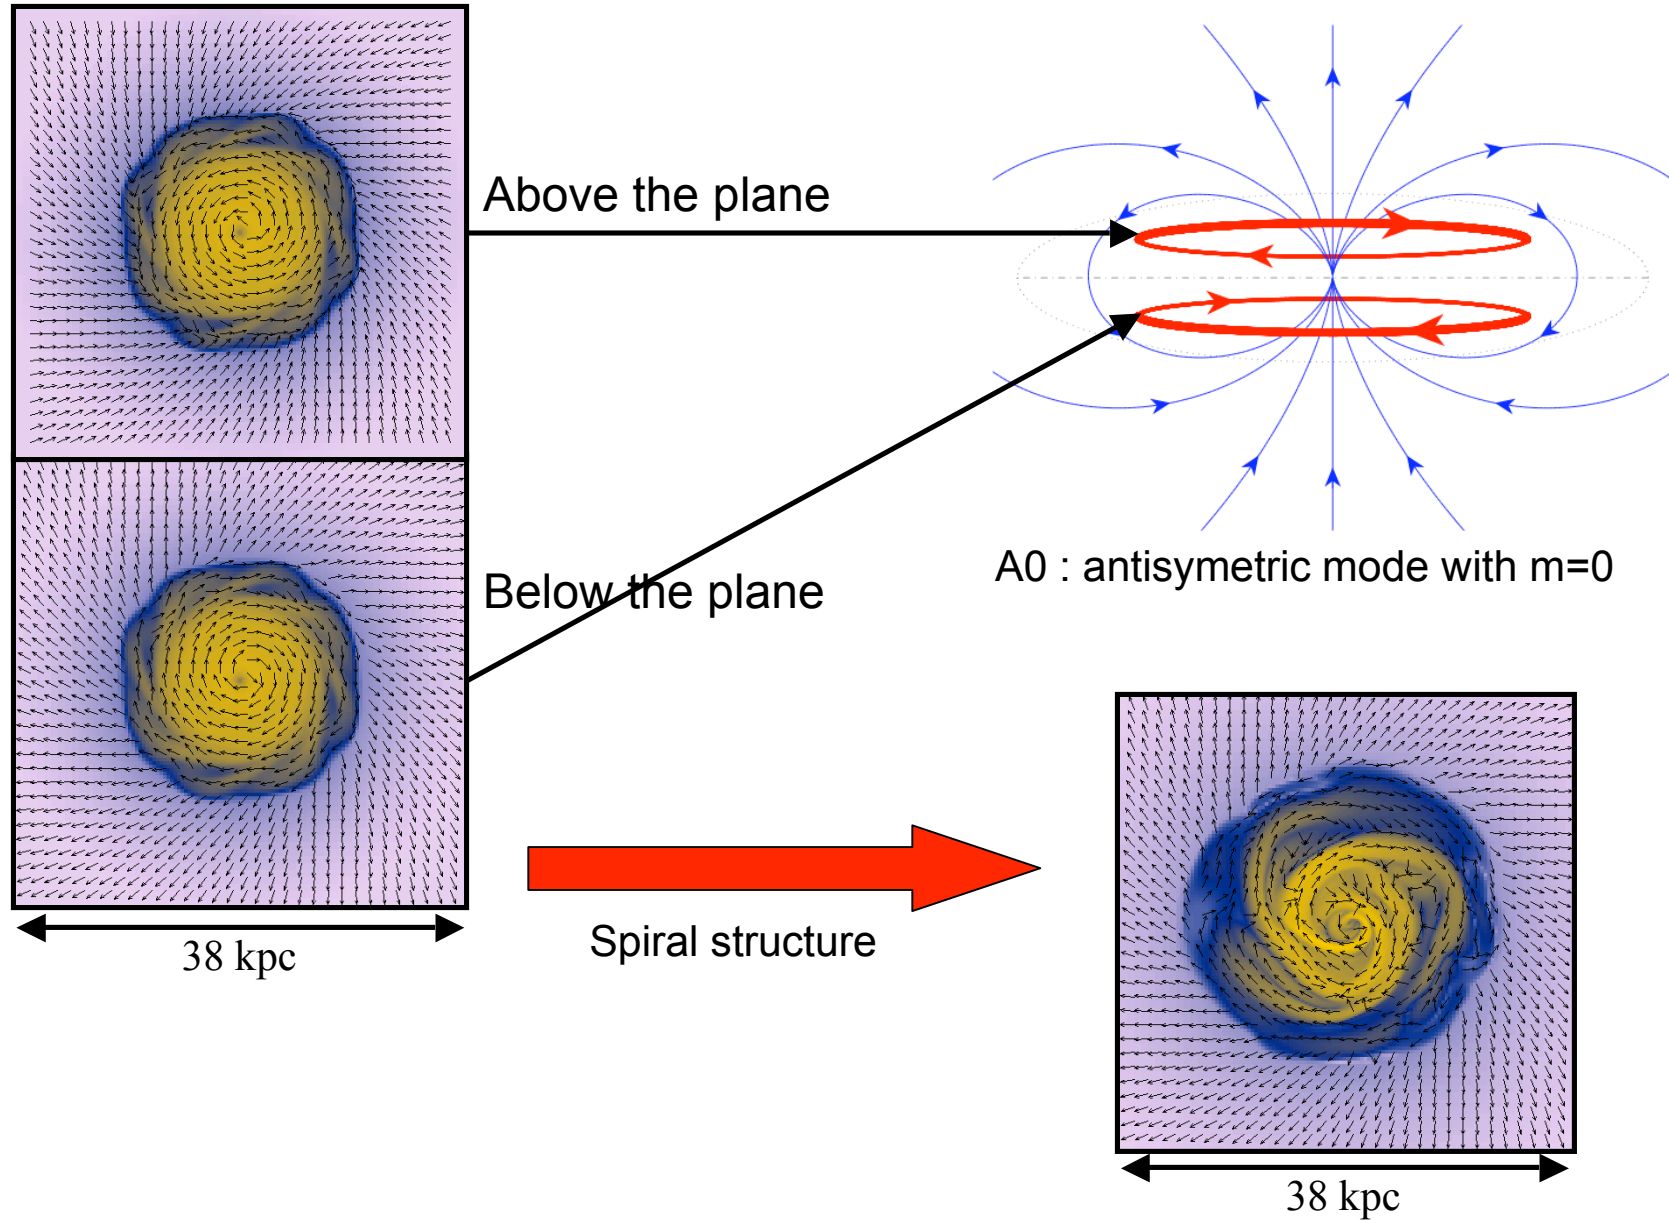 Above the plane
Below the plane
A0 : antisymetric mode with m=0
Spiral structure
38 kpc
38 kpc